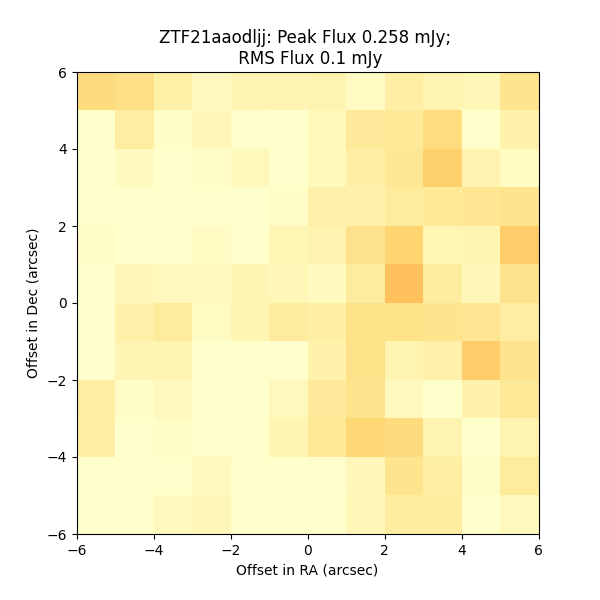 ZTF21aaodljj: Peak Flux 0.258 mJy;
RMS Flux 0.1 mJy
6
4
2
0
−2
−4
−6
Offset in Dec (arcsec)
−6 −4 −2 0 2 4 6
Offset in RA (arcsec)